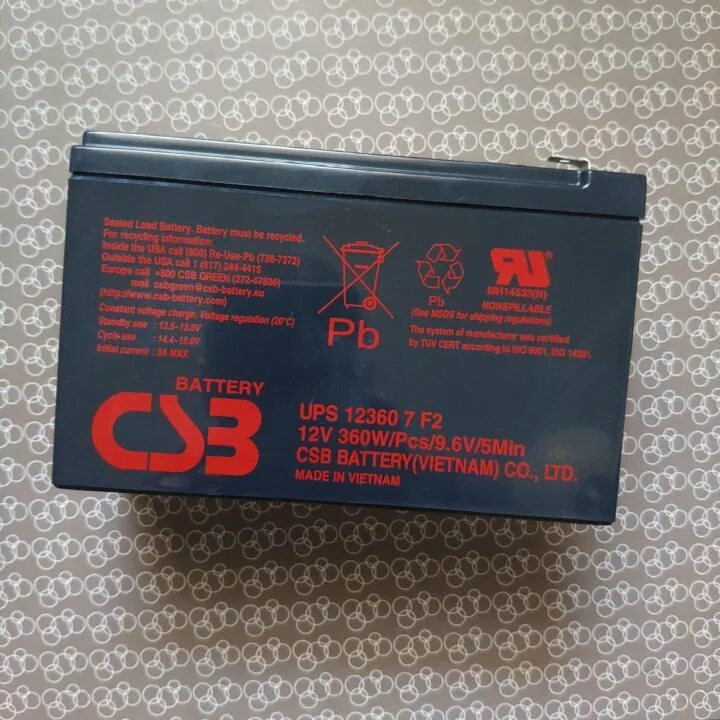 Sealed Lead Battery. Battery must be recycled.
For recycling information:
Inside the USA call (800) Re-Use-Pb (738-7372)
Outside the USA call 1 (817) 244-4415
Europe call +800 CSB GREEN (272-47836)
mail csbgreen@csb-battery.eu
(http://www.csb-battery.com)
Constant voltage charge, Voltage regulation (20°C)
Standby use : 13.5-13.8V
Cycle use : 14.4-15.0V
Initial current : 3A MAX.
Pb
Pb
RU
MH14533(N)
NONSPILLABLE
(See MSDS for shipping regulations)
The system of manufacturer was certified
by TUV CERT according to ISO 9001, ISO 14001.
BATTERY
CSB
UPS 12360 7 F2
12V 360W/Pcs/9.6V/5Min
CSB BATTERY(VIETNAM) CO., LTD.
MADE IN VIETNAM